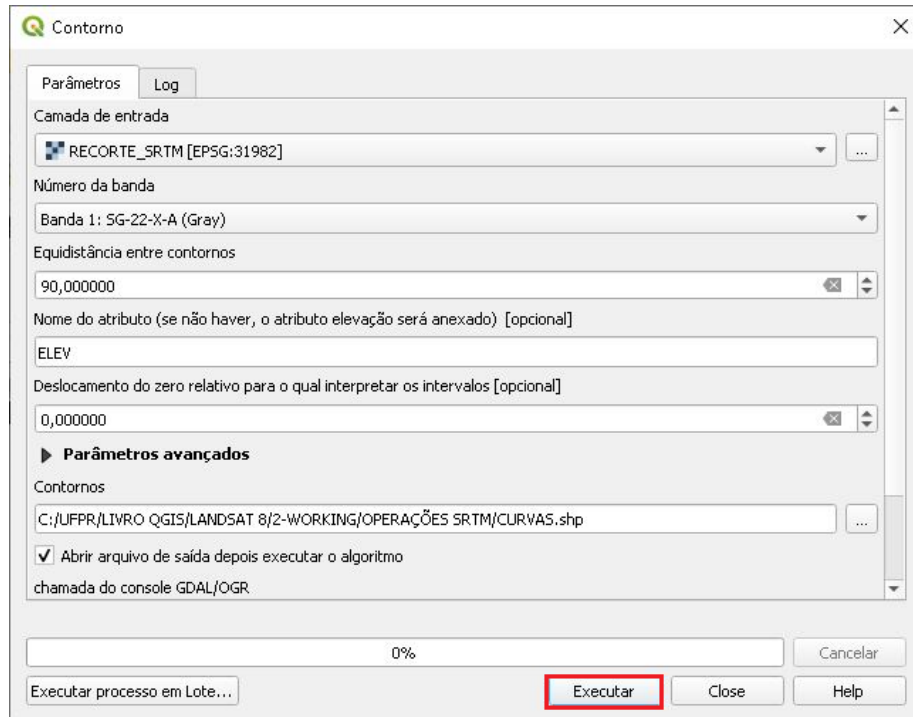 Contorno
Parâmetros Log
Camada de entrada
RECORTE_SRTM [EPSG:31982] ...
Número da banda
Banda 1: SG-22-X-A (Gray)
Equidistância entre contornos
90,000000
Nome do atributo (se não haver, o atributo elevação será anexado) [opcional]
ELEV
Deslocamento do zero relativo para o qual interpretar os intervalos [opcional]
0,000000
Parâmetros avançados
Contornos
C:/UFPR/LIVRO QGIS/LANDSAT 8/2-WORKING/OPERAÇÕES SRTM/CURVAS.shp ...
Abrir arquivo de saída depois executar o algoritmo
chamada do console GDAL/OGR
0% Cancelar
Executar processo em Lote... Executar Close Help